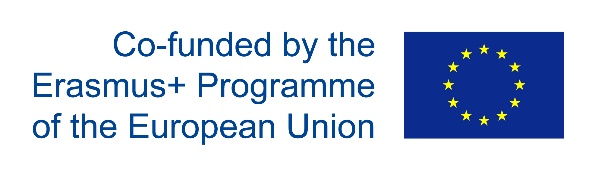 Co-funded by the
Erasmus+ Programme
of the European Union